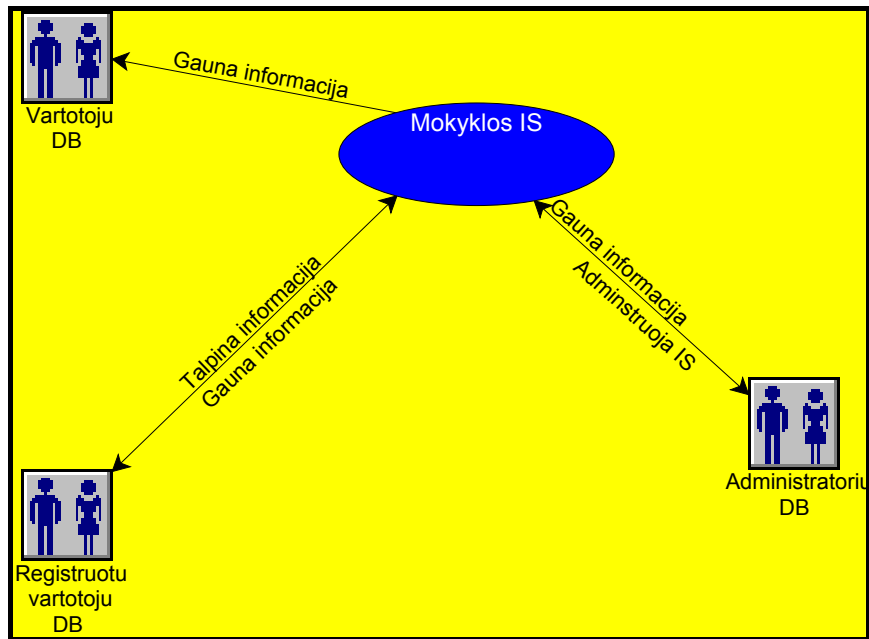 Gauna informacija
Vartotoju
DB
Mokyklos IS
Talpina informacija
Gauna informacija
Gauna informacija
Adminstruoja IS
Administratoriu
DB
Registruotu
vartotoju
DB